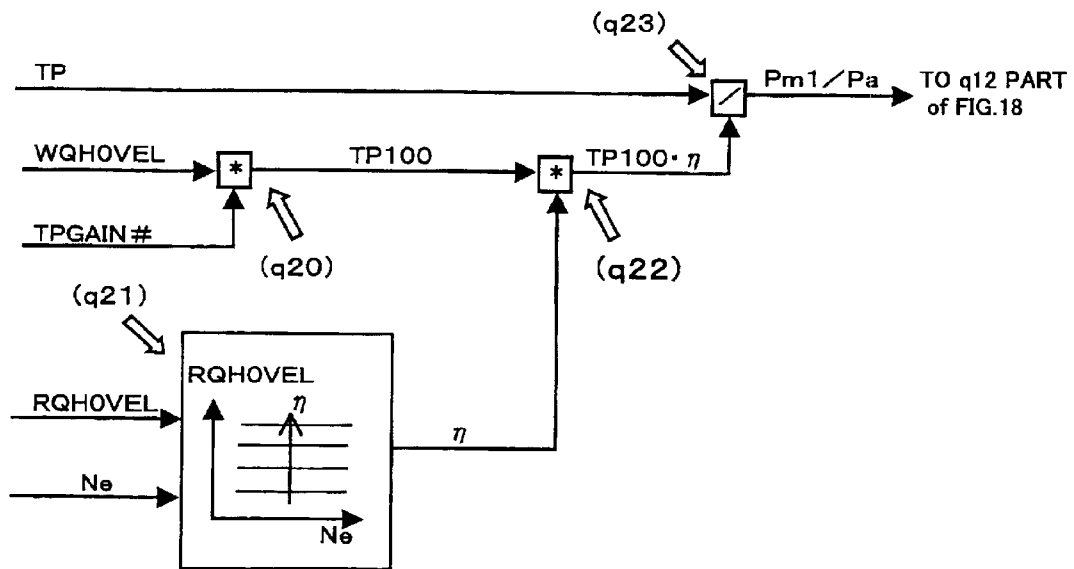 (q23)
TP
Pm1/Pa
TO q12 PART
of FIG.18
/
WQH0VEL
*
TP100
*
TP100・η
TPGAIN#
(q20)
(q22)
(q21)
RQH0VEL
η
RQH0VEL
η
Ne
Ne